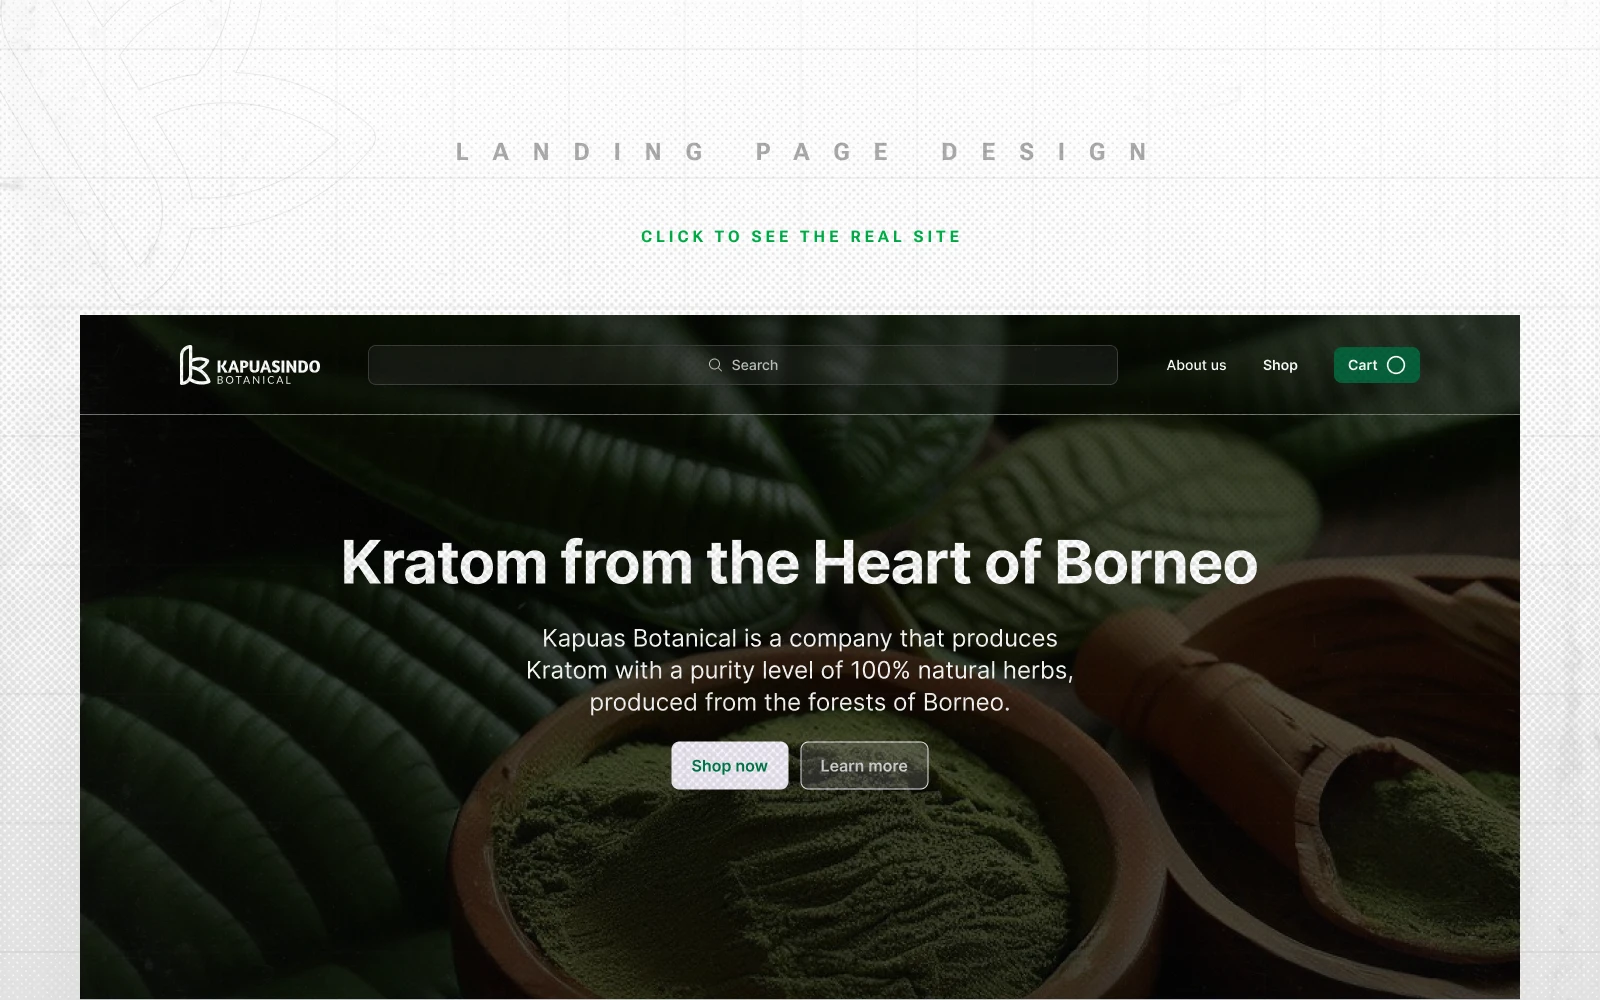 LANDING PAGE DESIGN
CLICK TO SEE THE REAL SITE
KAPUASINDO
BOTANICAL
Search
About us
Shop
Cart
Kratom from the Heart of Borneo
Kapuas Botanical is a company that produces
Kratom with a purity level of 100% natural herbs,
produced from the forests of Borneo.
Shop now
Learn more